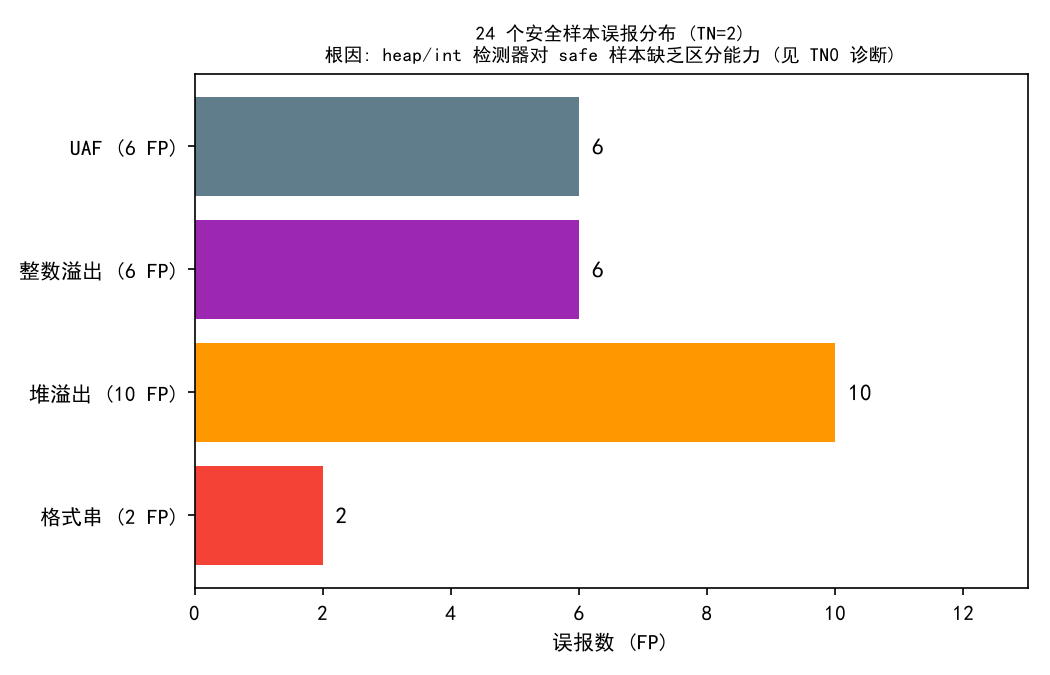 24 个安全样本误报分布 (TN=2)
根因: heap/int 检测器对 safe 样本缺乏区分能力 (见 TN0 诊断)
UAF (6 FP)
6
整数溢出 (6 FP)
6
堆溢出 (10 FP)
10
格式串 (2 FP)
2
0 2 4 6 8 10 12
误报数 (FP)